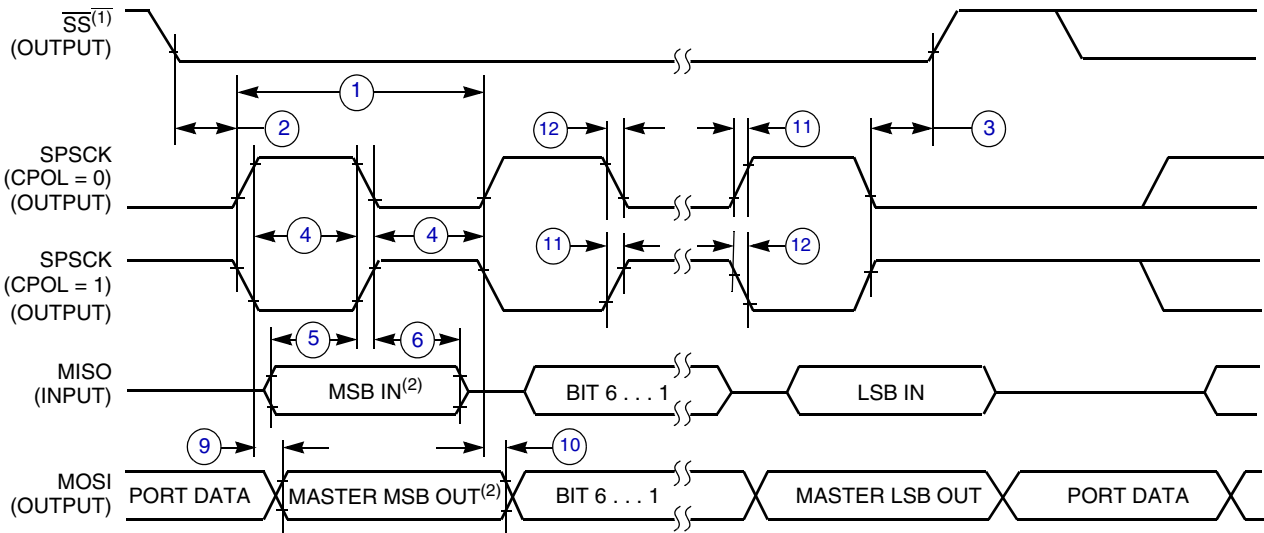 SS(1)
(OUTPUT)
1
2
12
11
3
SPSCK
(CPOL = 0)
(OUTPUT)
4
4
11
12
SPSCK
(CPOL = 1)
(OUTPUT)
5
6
MISO
(INPUT)
MSB IN(2)
BIT 6 . . . 1
LSB IN
9
10
MOSI
(OUTPUT)
PORT DATA
MASTER MSB OUT(2)
BIT 6 . . . 1
MASTER LSB OUT
PORT DATA